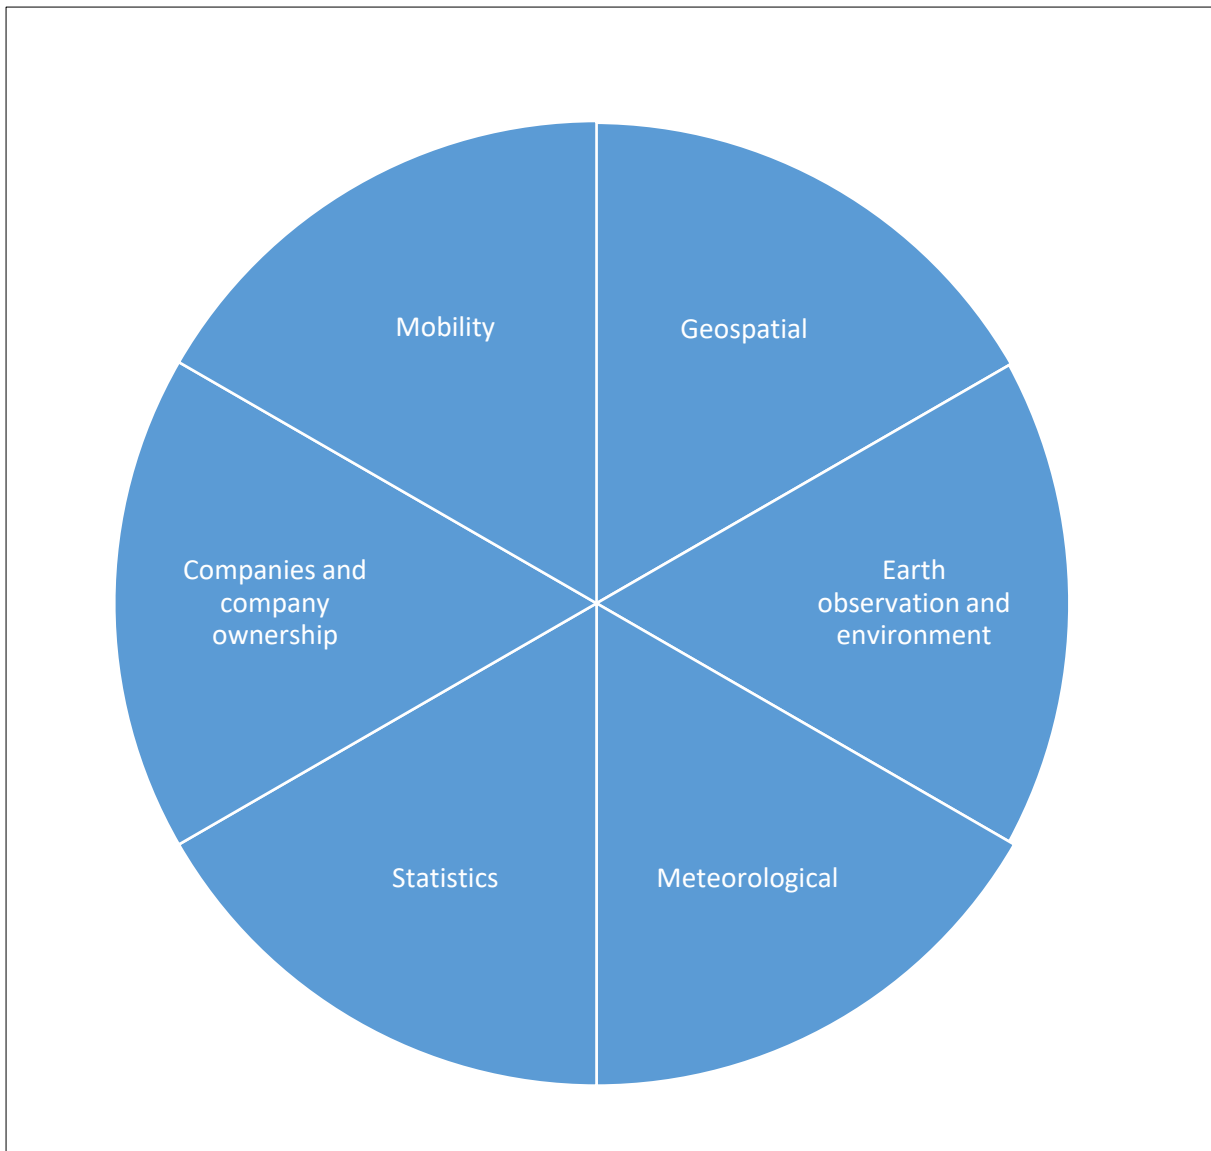 Mobility
Geospatial
Companies and
company
ownership
Earth
observation and
environment
Statistics
Meteorological